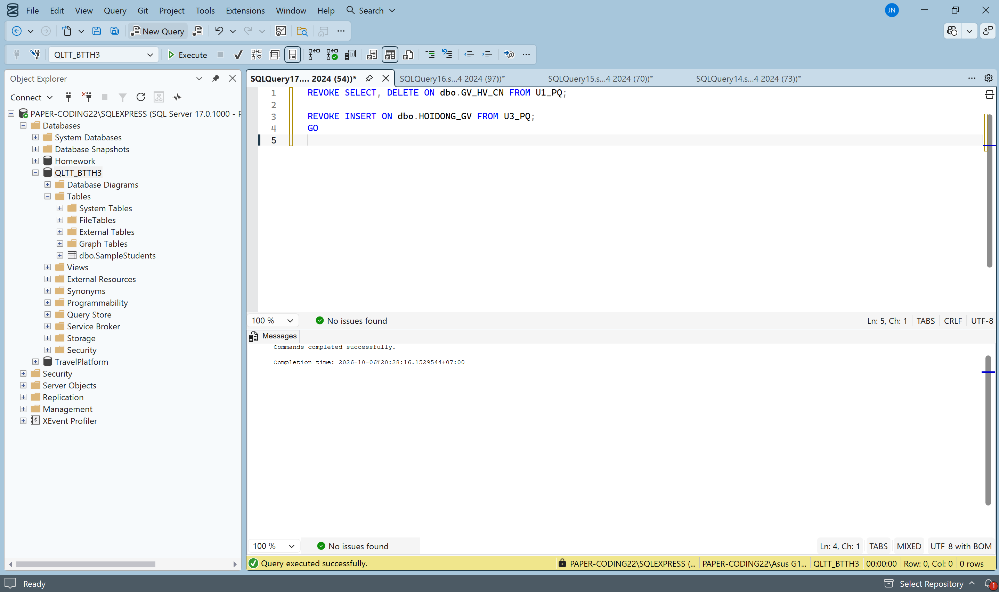 File Edit View Query Git Project Tools Extensions Window Help Search JN
New Query
QLTT_BTTH3 Execute
Object Explorer
Connect
PAPER-CODING22\SQLEXPRESS (SQL Server 17.0.1000 -
Databases
System Databases
Database Snapshots
Homework
QLTT_BTTH3
Database Diagrams
Tables
System Tables
FileTables
External Tables
Graph Tables
dbo.SampleStudents
Views
External Resources
Synonyms
Programmability
Query Store
Service Broker
Storage
Security
TravelPlatform
Security
Server Objects
Replication
Management
XEvent Profiler
SQLQuery17.... 2024 (54))* SQLQuery16.s...4 2024 (97))* SQLQuery15.s...4 2024 (70))* SQLQuery14.s...4 2024 (73))*
1 REVOKE SELECT, DELETE ON dbo.GV_HV_CN FROM U1_PQ;
2
3 REVOKE INSERT ON dbo.HOIDONG_GV FROM U3_PQ;
4 GO
5
100 % No issues found Ln: 5, Ch: 1 TABS CRLF UTF-8
Messages
Commands completed successfully.
Completion time: 2026-10-06T20:28:16.1529544+07:00
100 % No issues found Ln: 4, Ch: 1 TABS MIXED UTF-8 with BOM
Query executed successfully. PAPER-CODING22\SQLEXPRESS (... PAPER-CODING22\Asus G1... QLTT_BTTH3 00:00:00 Row: 0, Col: 0 0 rows
Ready Select Repository 1